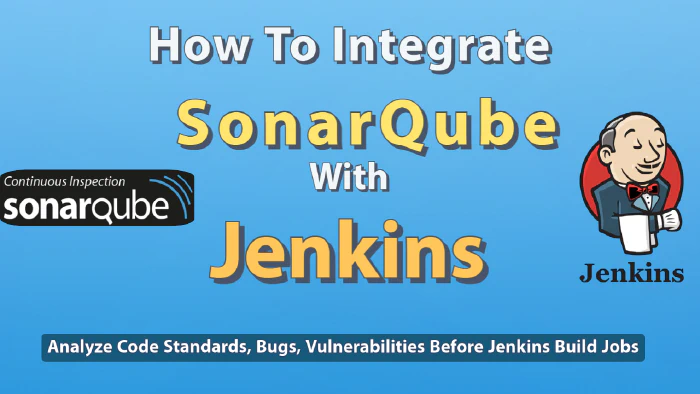 How To Integrate
SonarQube
With
Jenkins
Continuous Inspection
sonarqube
Jenkins
Analyze Code Standards, Bugs, Vulnerabilities Before Jenkins Build Jobs